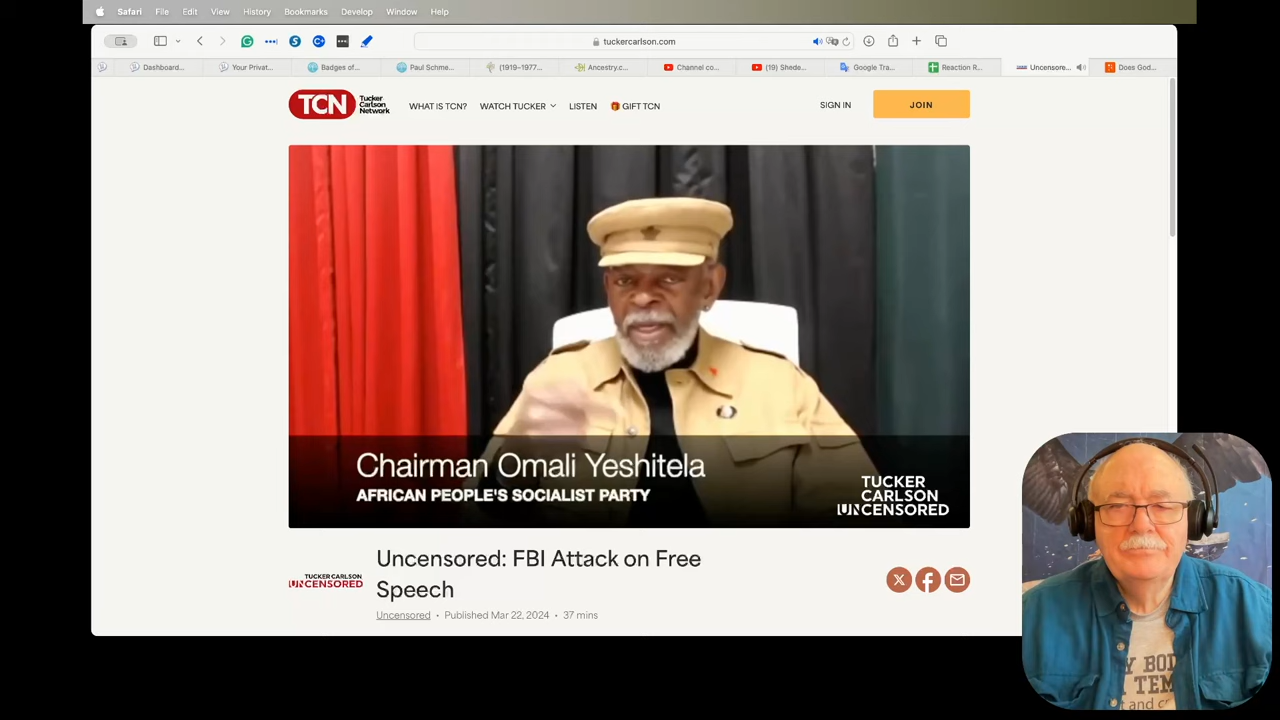 Safari File Edit View History Bookmarks Develop Window Help
tuckercarlson.com
Dashboard... Your Privat... Badges of... Paul Schme... (1919–1977... Ancestry.c... Channel co... (19) Shede... Google Tra... Reaction R... Uncensore... Does God...
TCN Tucker Carlson Network
WHAT IS TCN? WATCH TUCKER LISTEN GIFT TCN SIGN IN JOIN
Chairman Omali Yeshitela
AFRICAN PEOPLE'S SOCIALIST PARTY
TUCKER
CARLSON
UNCENSORED
Uncensored: FBI Attack on Free
Speech
TUCKER CARLSON
UNCENSORED
Uncensored • Published Mar 22, 2024 • 37 mins
Y BOD
TEM
and c